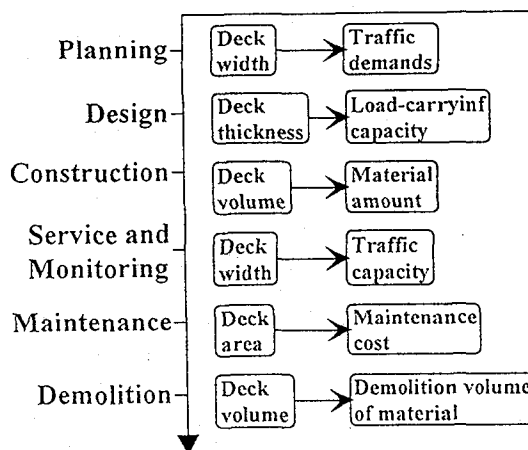 Planning
Deck
width
Traffic
demands
Design
Deck
thickness
Load-carryinf
capacity
Construction
Deck
volume
Material
amount
Service and
Monitoring
Deck
width
Traffic
capacity
Maintenance
Deck
area
Maintenance
cost
Demolition
Deck
volume
Demolition volume
of material